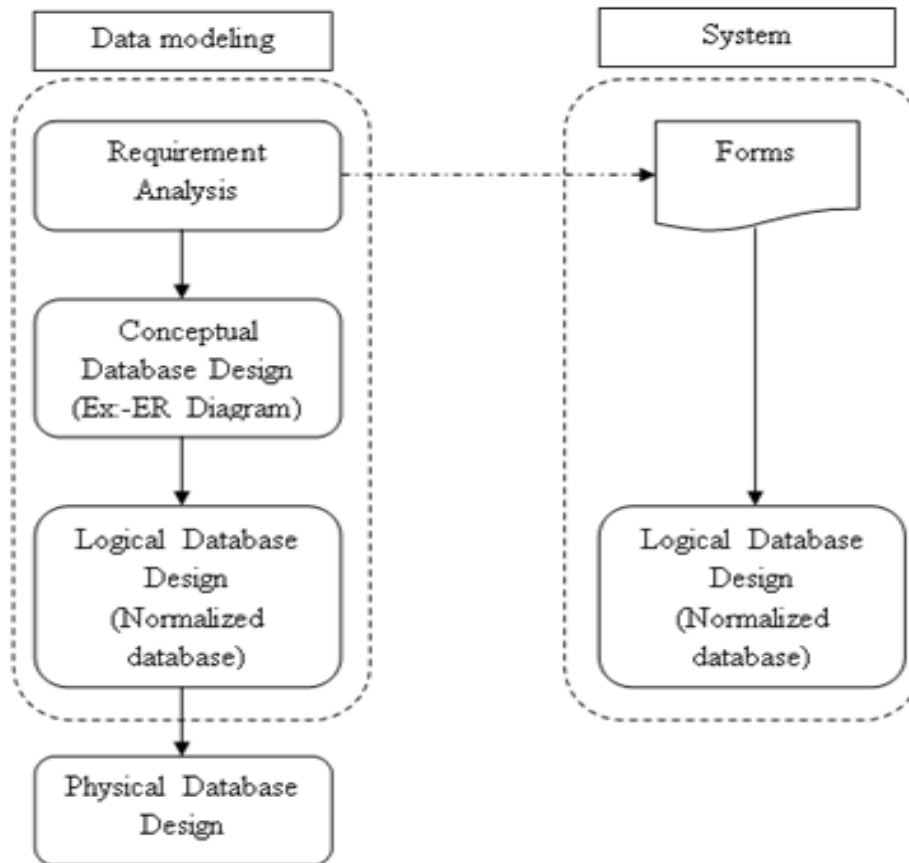 Data modeling
System
Requirement
Analysis
Forms
Conceptual
Database Design
(Ex:-ER Diagram)
Logical Database
Design
(Normalized
database)
Logical Database
Design
(Normalized
database)
Physical Database
Design